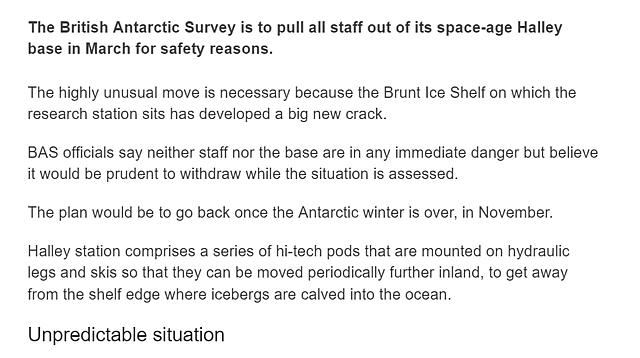 The British Antarctic Survey is to pull all staff out of its space-age Halley
base in March for safety reasons.
The highly unusual move is necessary because the Brunt Ice Shelf on which the
research station sits has developed a big new crack.
BAS officials say neither staff nor the base are in any immediate danger but believe
it would be prudent to withdraw while the situation is assessed.
The plan would be to go back once the Antarctic winter is over, in November.
Halley station comprises a series of hi-tech pods that are mounted on hydraulic
legs and skis so that they can be moved periodically further inland, to get away
from the shelf edge where icebergs are calved into the ocean.
Unpredictable situation